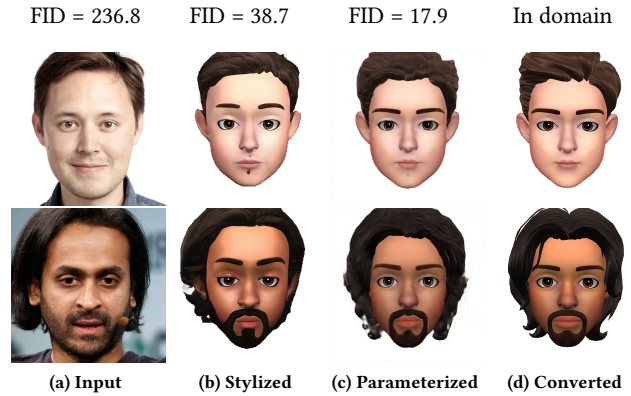 FID = 236.8 FID = 38.7 FID = 17.9 In domain
(a) Input (b) Stylized (c) Parameterized (d) Converted